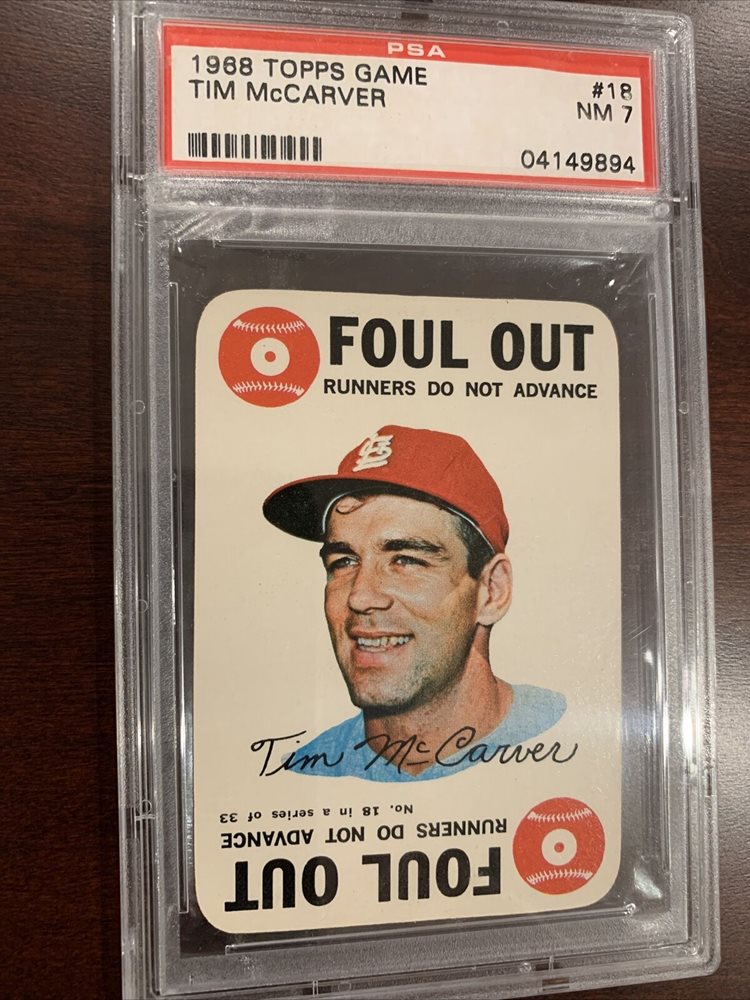 PSA
1968 TOPPS GAME
#18
TIM McCARVER
NM 7
04149894
FOUL OUT
RUNNERS DO NOT ADVANCE
StL
Tim McCarver
No. 18 in a series of 33
RUNNERS DO NOT ADVANCE
FOUL OUT